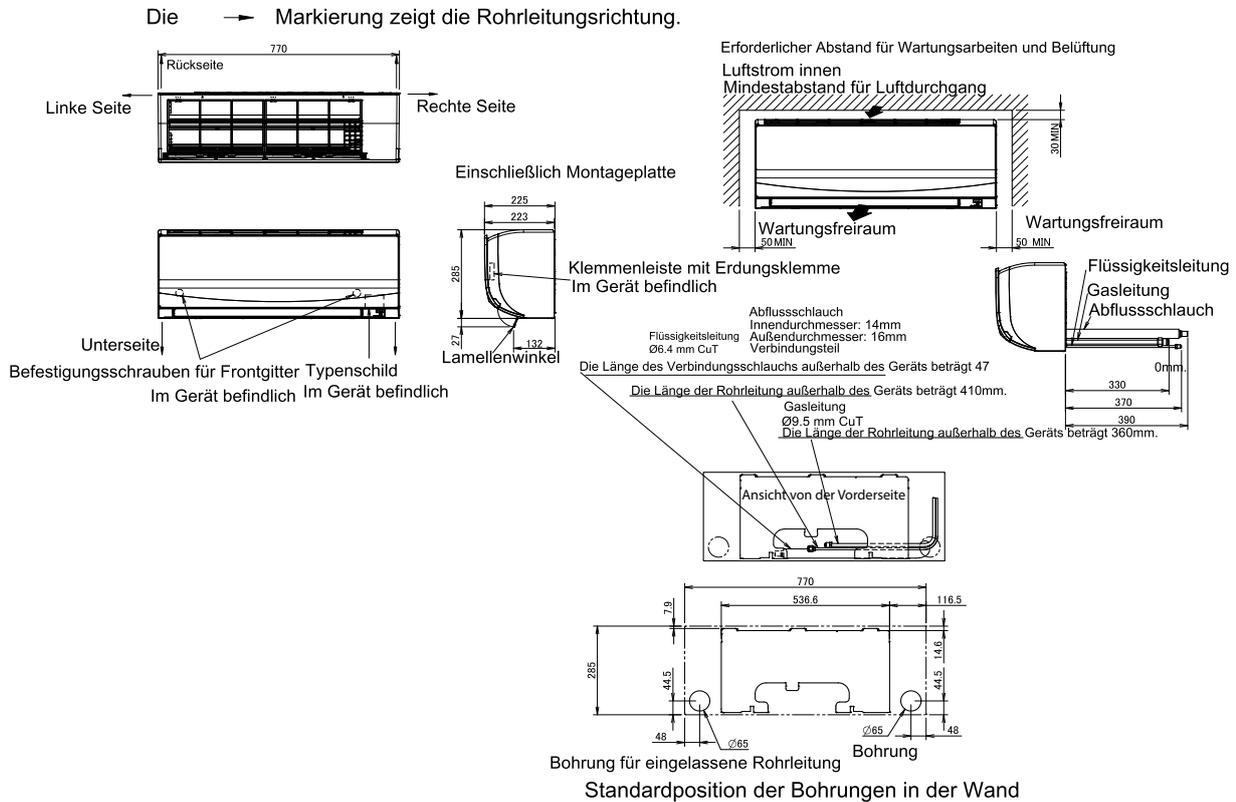 Die → Markierung zeigt die Rohrleitungsrichtung.
770
Rückseite
Linke Seite
Rechte Seite
Erforderlicher Abstand für Wartungsarbeiten und Belüftung
Luftstrom innen
Mindestabstand für Luftdurchgang
30 MIN
Wartungsfreiraum
50 MIN
Wartungsfreiraum
50 MIN
Einschließlich Montageplatte
225
223
285
27
132
Klemmenleiste mit Erdungsklemme
Im Gerät befindlich
Lamellenwinkel
Unterseite
Befestigungsschrauben für Frontgitter
Im Gerät befindlich
Typenschild
Im Gerät befindlich
Flüssigkeitsleitung
Gasleitung
Abflussschlauch
0mm.
330
370
390
Abflussschlauch
Innendurchmesser: 14mm
Außendurchmesser: 16mm
Verbindungsteil
Flüssigkeitsleitung
Ø6.4 mm CuT
Die Länge des Verbindungsschlauchs außerhalb des Geräts beträgt 47
Die Länge der Rohrleitung außerhalb des Geräts beträgt 410mm.
Gasleitung
Ø9.5 mm CuT
Die Länge der Rohrleitung außerhalb des Geräts beträgt 360mm.
Ansicht von der Vorderseite
770
536.6
116.5
7.9
285
44.5
14.6
44.5
48
Ø65
Ø65
48
Bohrung für eingelassene Rohrleitung
Bohrung
Standardposition der Bohrungen in der Wand